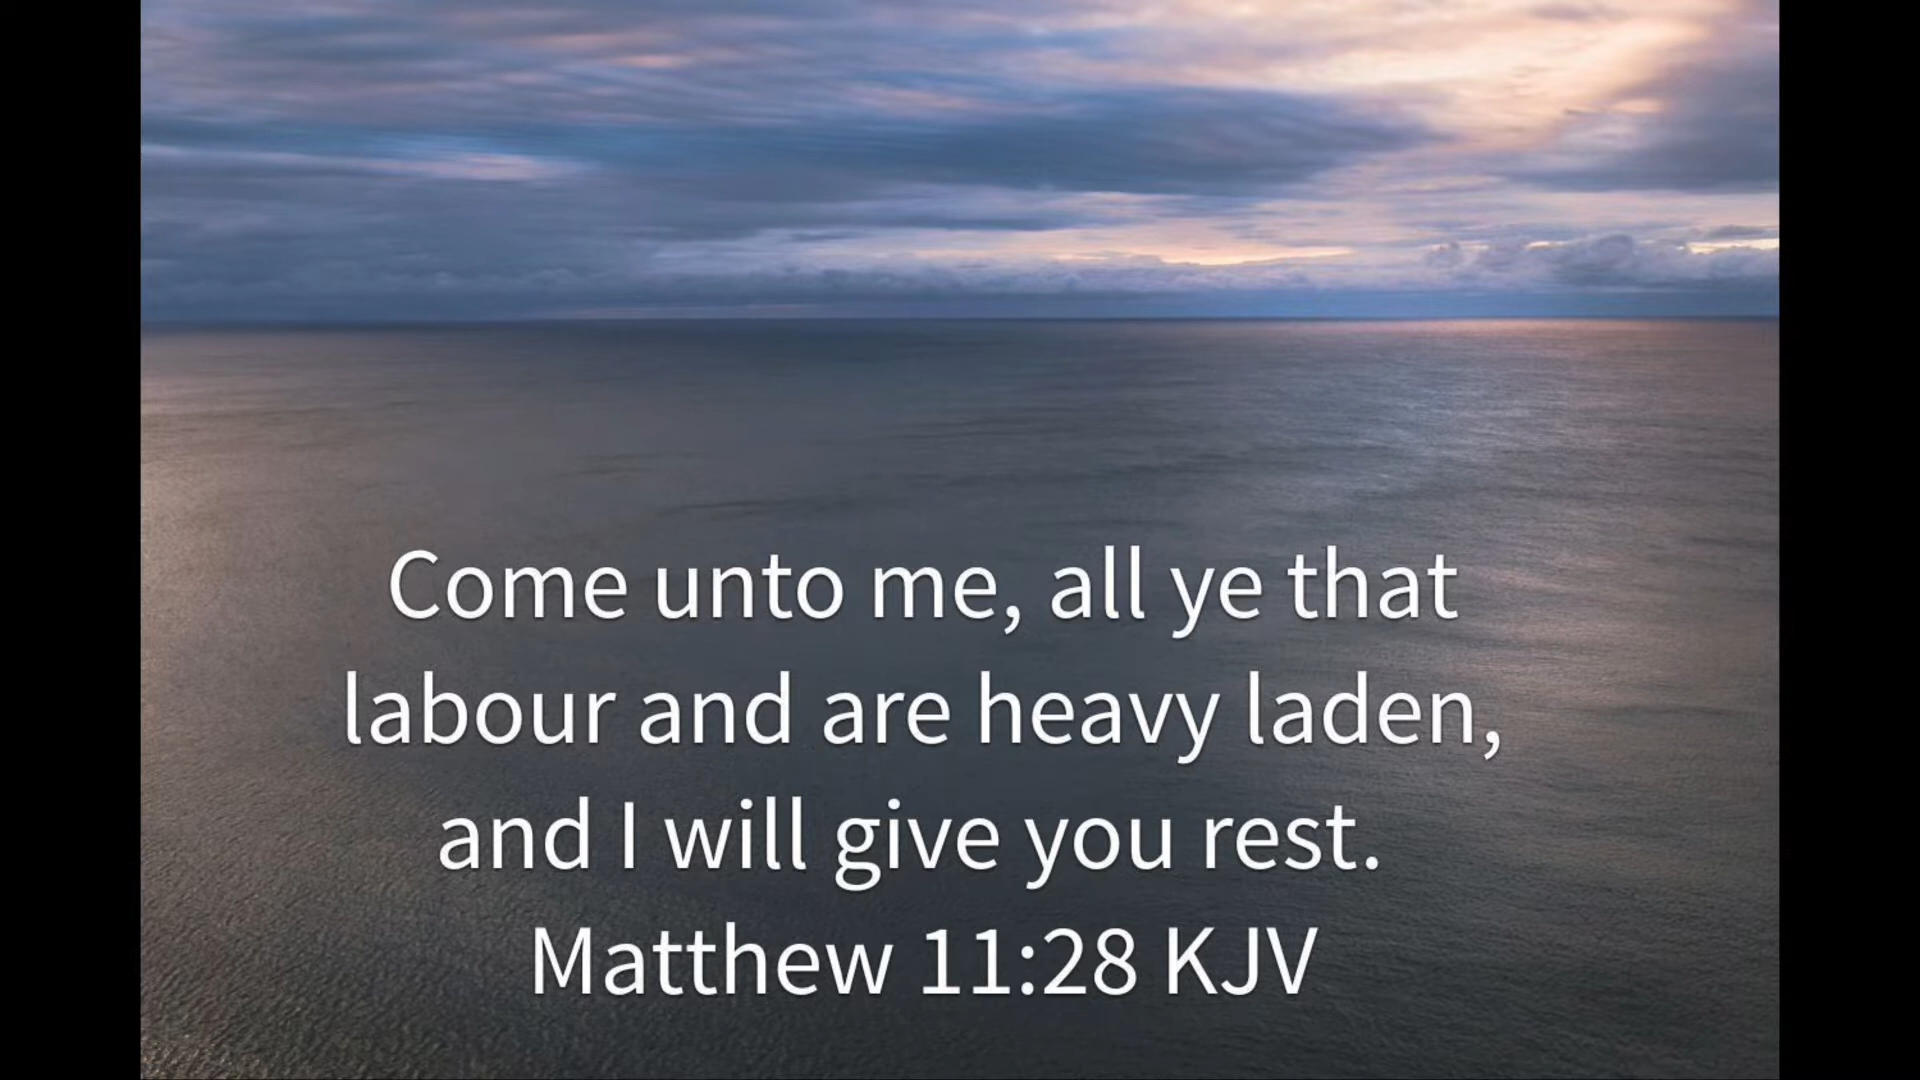 Come unto me, all ye that
labour and are heavy laden,
and I will give you rest.
Matthew 11:28 KJV